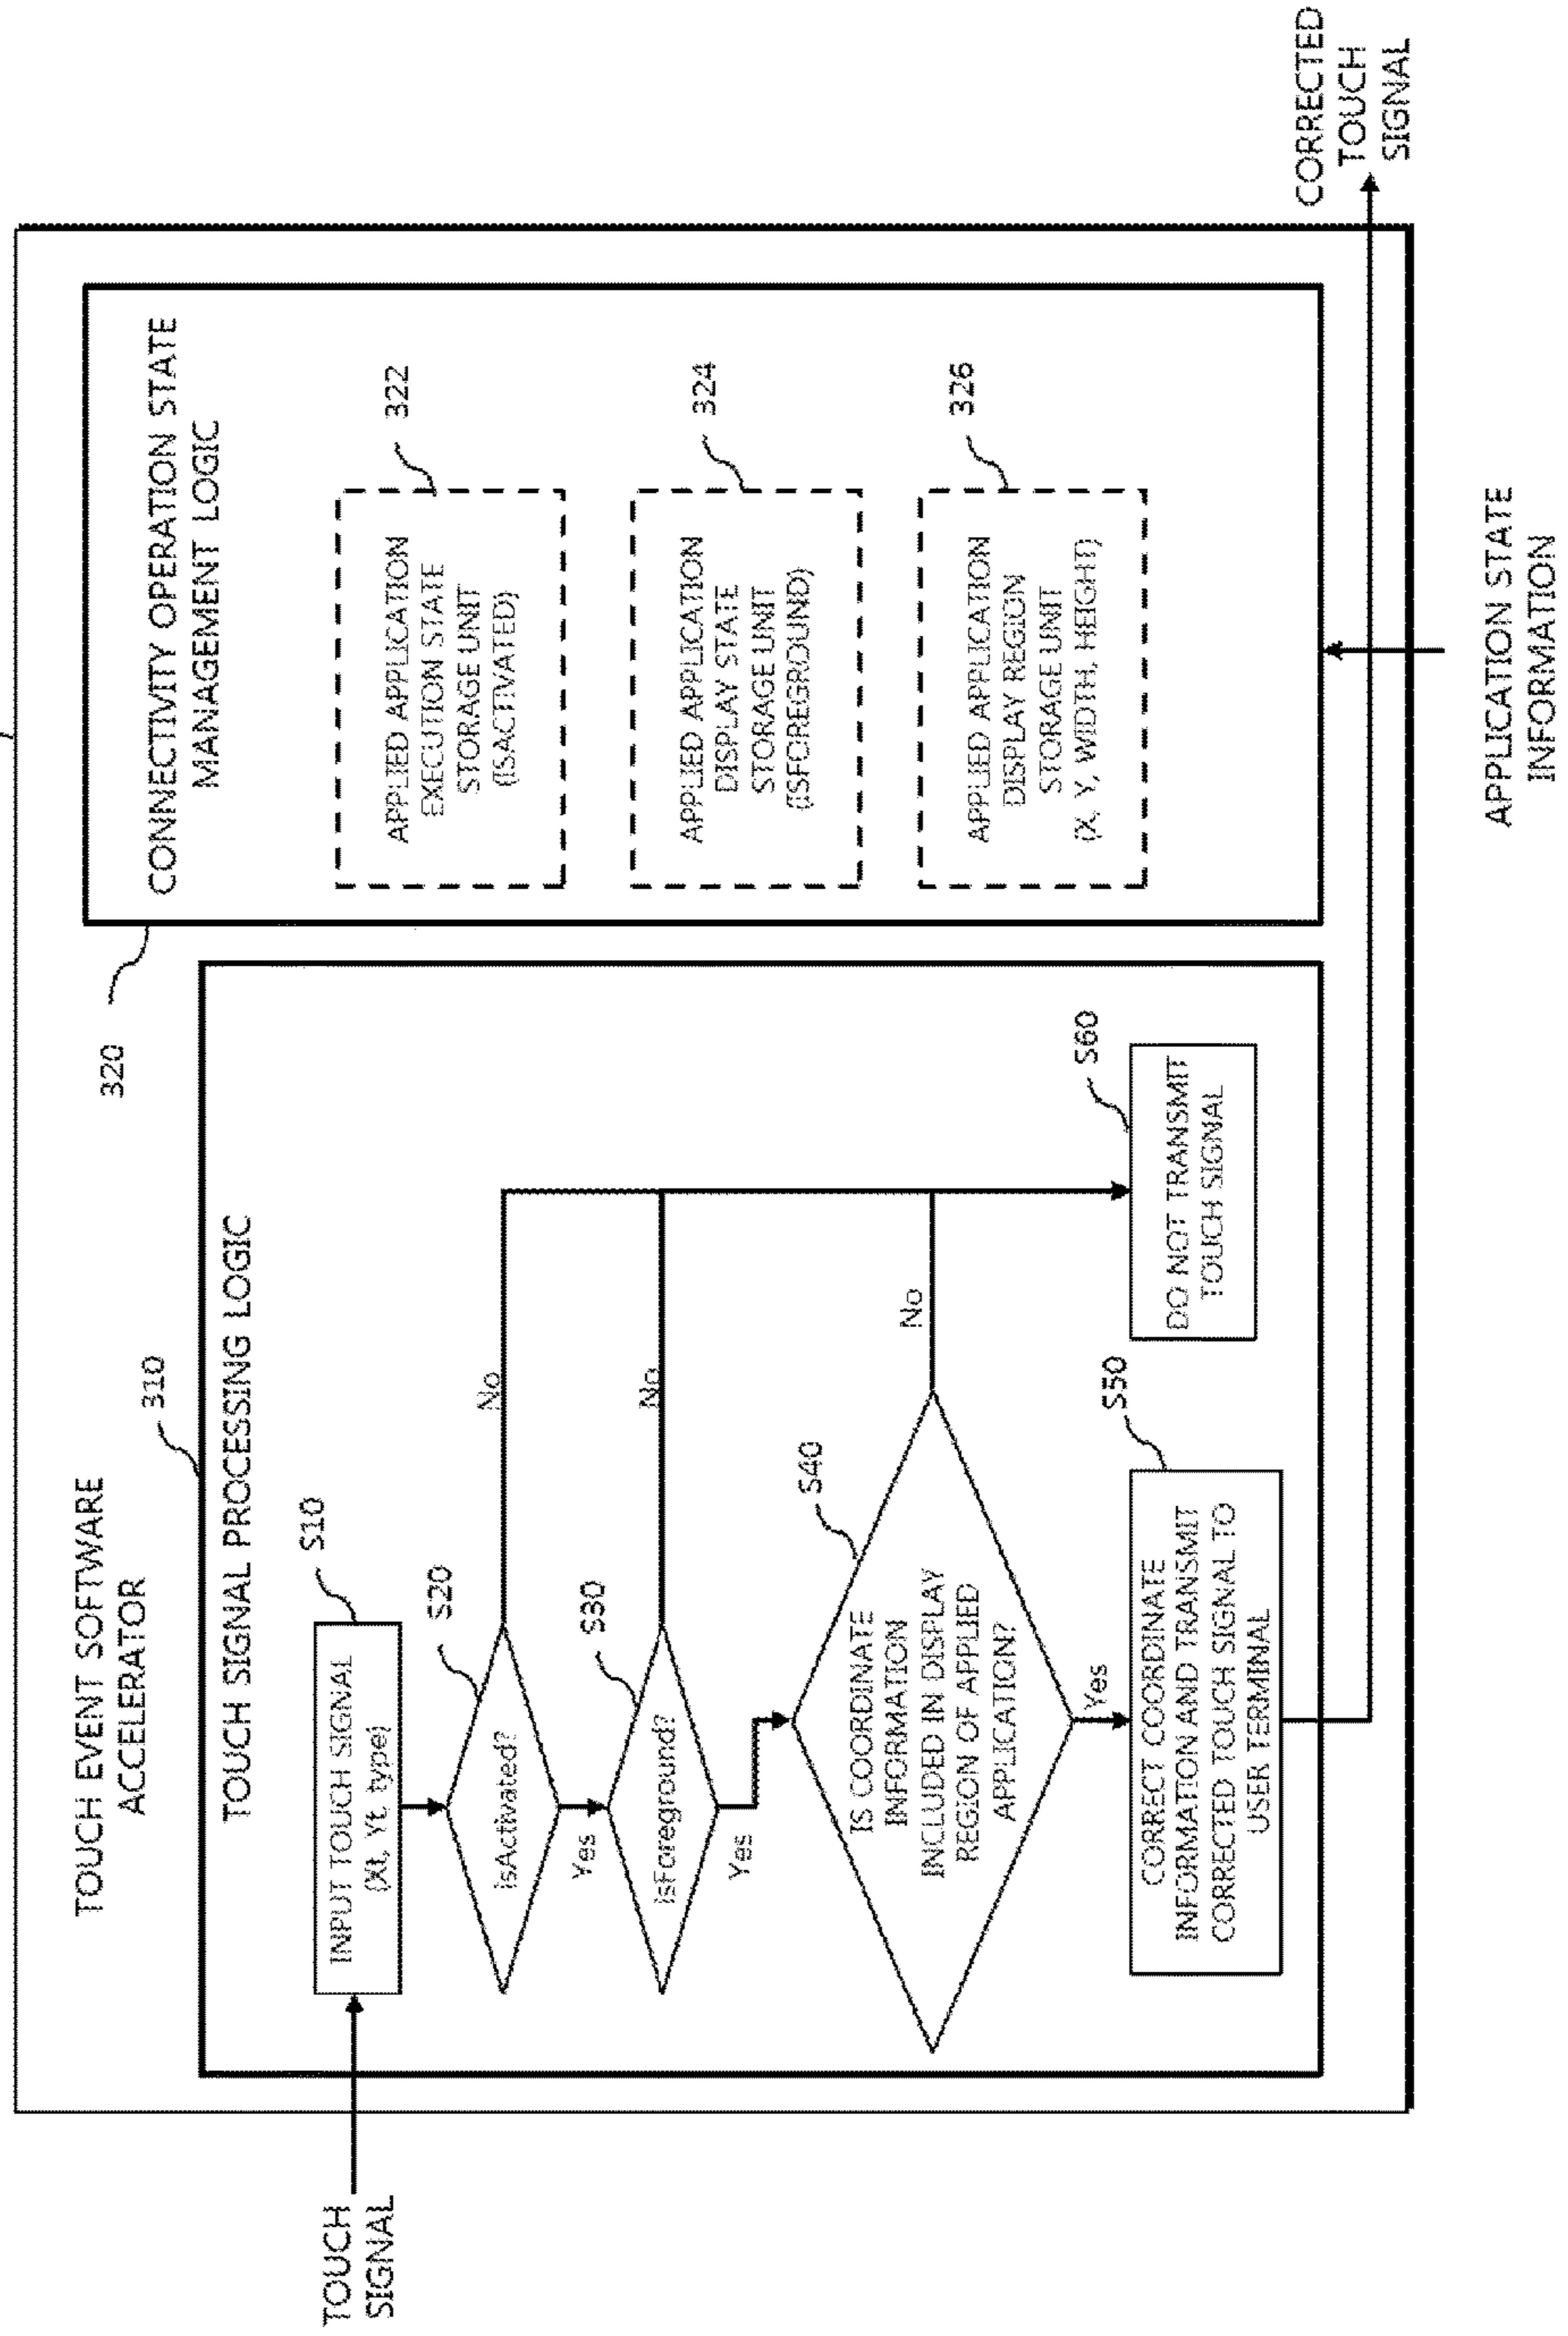 TOUCH EVENT SOFTWARE
ACCELERATOR
310
TOUCH SIGNAL PROCESSING LOGIC
TOUCH
SIGNAL
S10
INPUT TOUCH SIGNAL
(Xt, Yt, type)
S20
isActivated?
No
Yes
S30
isForeground?
No
Yes
S40
IS COORDINATE
INFORMATION
INCLUDED IN DISPLAY
REGION OF APPLIED
APPLICATION?
No
Yes
S50
CORRECT COORDINATE
INFORMATION AND TRANSMIT
CORRECTED TOUCH SIGNAL TO
USER TERMINAL
S60
DO NOT TRANSMIT
TOUCH SIGNAL
320
CONNECTIVITY OPERATION STATE
MANAGEMENT LOGIC
322
APPLIED APPLICATION
EXECUTION STATE
STORAGE UNIT
(ISACTIVATED)
324
APPLIED APPLICATION
DISPLAY STATE
STORAGE UNIT
(ISFOREGROUND)
326
APPLIED APPLICATION
DISPLAY REGION
STORAGE UNIT
(X, Y, WIDTH, HEIGHT)
CORRECTED
TOUCH
SIGNAL
APPLICATION STATE
INFORMATION